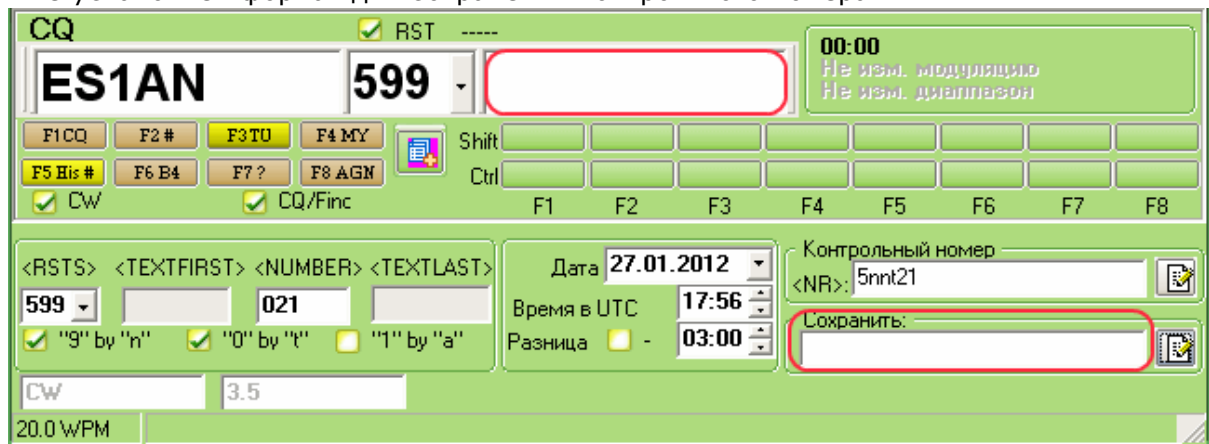 CQ RST -----
00:00
ES1AN 599
Не изм. модуляцию
Не изм. диаппазон
F1 CQ F2 # F3 TU F4 MY Shift
F5 His # F6 B4 F7 ? F8 AGN Ctrl
CW CQ/Finc F1 F2 F3 F4 F5 F6 F7 F8
Контрольный номер
<RSTS> <TEXTFIRST> <NUMBER> <TEXTLAST> Дата 27.01.2012 <NR>: 5nnt21
599 021 Время в UTC 17:56 Сохранить:
"9" by "n" "0" by "t" "1" by "a" Разница - 03:00
CW 3.5
20.0 WPM